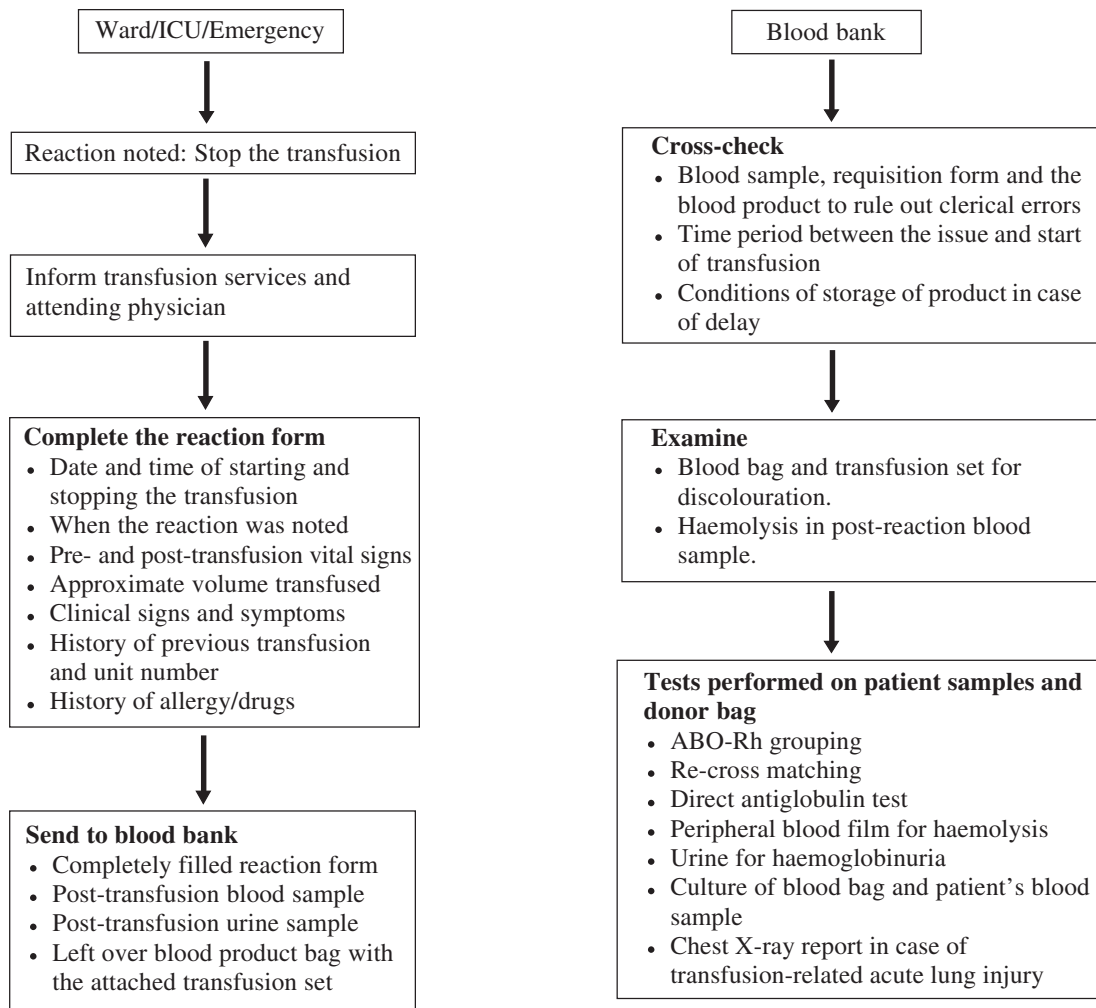 Ward/ICU/Emergency
Reaction noted: Stop the transfusion
Inform transfusion services and
attending physician
Complete the reaction form
• Date and time of starting and
stopping the transfusion
• When the reaction was noted
• Pre- and post-transfusion vital signs
• Approximate volume transfused
• Clinical signs and symptoms
• History of previous transfusion
and unit number
• History of allergy/drugs
Send to blood bank
• Completely filled reaction form
• Post-transfusion blood sample
• Post-transfusion urine sample
• Left over blood product bag with
the attached transfusion set
Blood bank
Cross-check
• Blood sample, requisition form and the
blood product to rule out clerical errors
• Time period between the issue and start
of transfusion
• Conditions of storage of product in case
of delay
Examine
• Blood bag and transfusion set for
discolouration.
• Haemolysis in post-reaction blood
sample.
Tests performed on patient samples and
donor bag
• ABO-Rh grouping
• Re-cross matching
• Direct antiglobulin test
• Peripheral blood film for haemolysis
• Urine for haemoglobinuria
• Culture of blood bag and patient's blood
sample
• Chest X-ray report in case of
transfusion-related acute lung injury